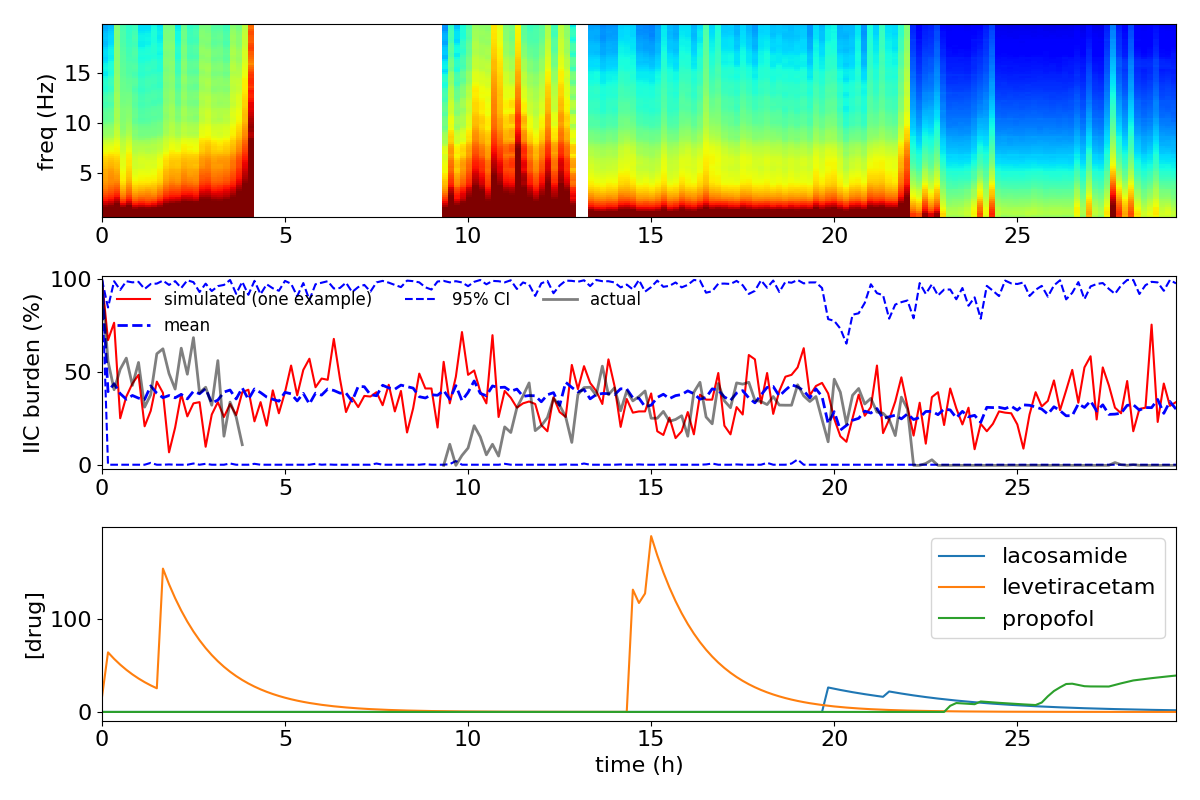 freq (Hz)
15
10
5
0 5 10 15 20 25
IIC burden (%)
100
50
0
simulated (one example) 95% CI actual
mean
0 5 10 15 20 25
[drug]
100
0
lacosamide
levetiracetam
propofol
0 5 10 15 20 25
time (h)